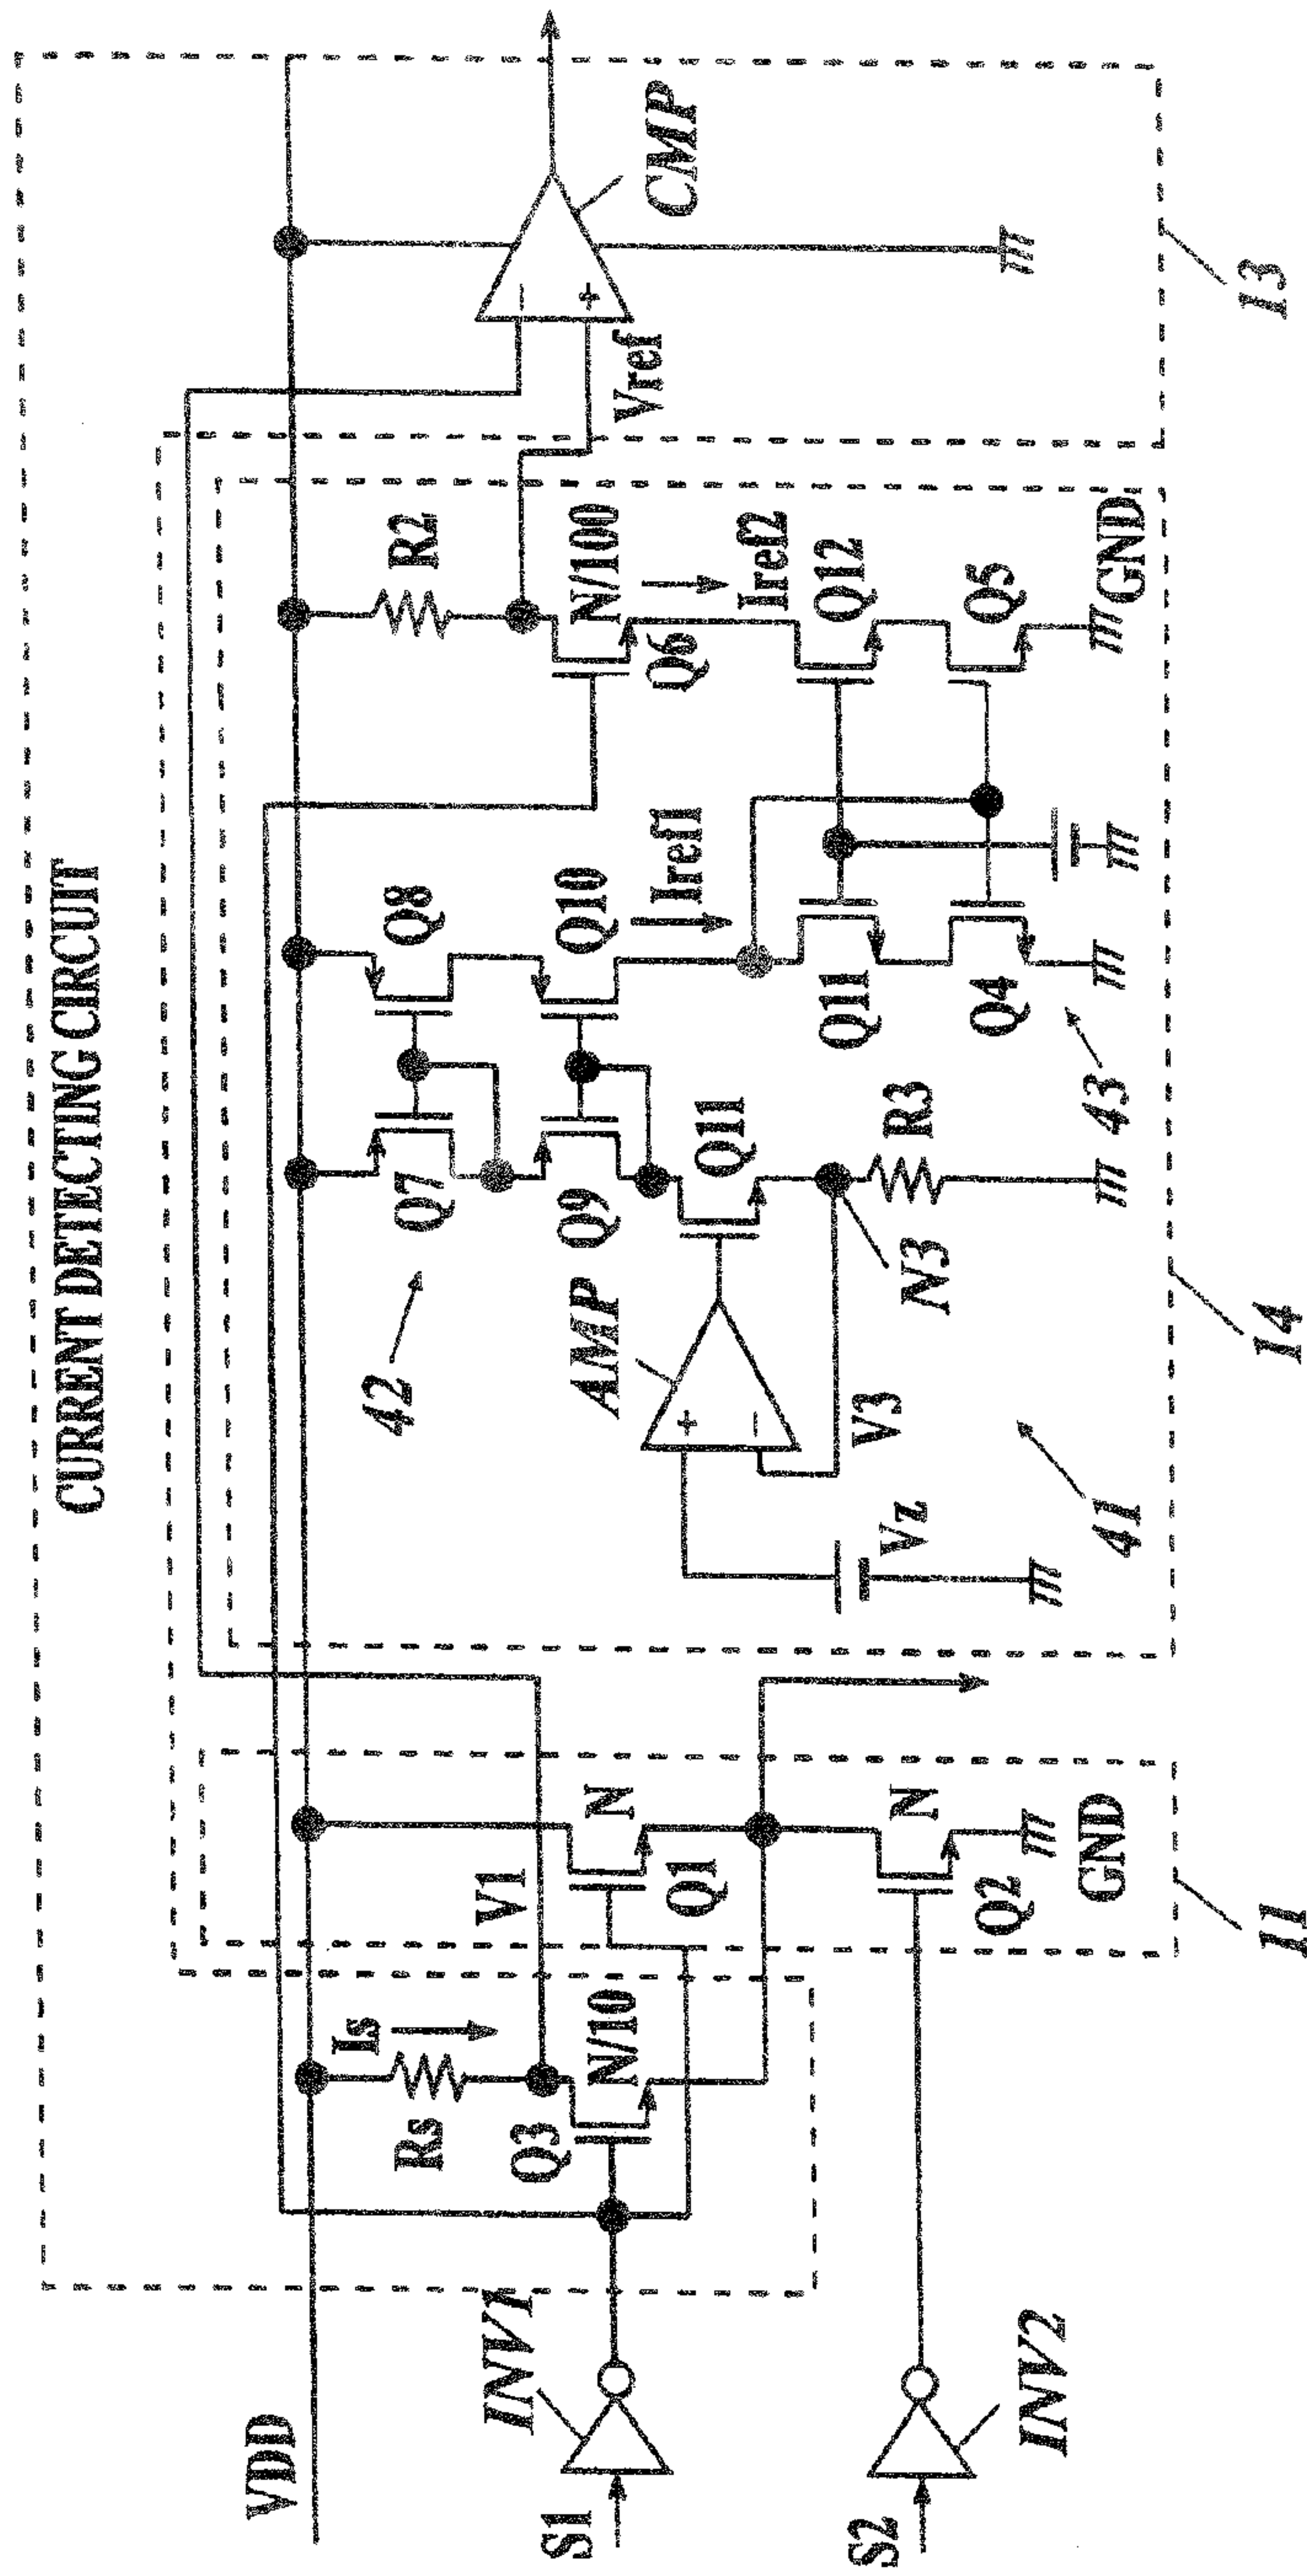 CURRENT DETECTING CIRCUIT
VDD
S1
INV1
S2
INV2
Rs
Is
Q3
N/10
V1
N
Q1
N
Q2
GND
11
42
Q7
Q8
Q9
Q10
AMP
+
−
Q11
V3
Vz
N3
R3
41
Iref1
Q11
Q4
43
R2
N/100
Q6
Iref2
Q12
Q5
GND
14
Vref
−
+
CMP
13